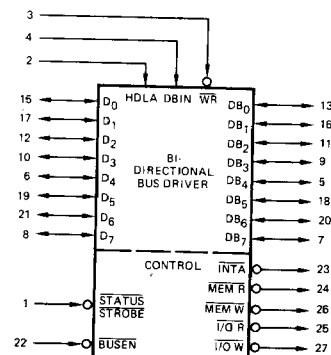 3
4
2
HDLA DBIN WR
15 D0 DB0 13
17 D1 DB1 16
12 D2 DB2 11
10 D3 DB3 9
6 D4 DB4 5
19 D5 DB5 18
21 D6 DB6 20
8 D7 DB7 7
BI-
DIRECTIONAL
BUS DRIVER
CONTROL
INTA 23
MEM R 24
1 STATUS MEM W 26
STROBE I/O R 25
22 BUSEN I/O W 27